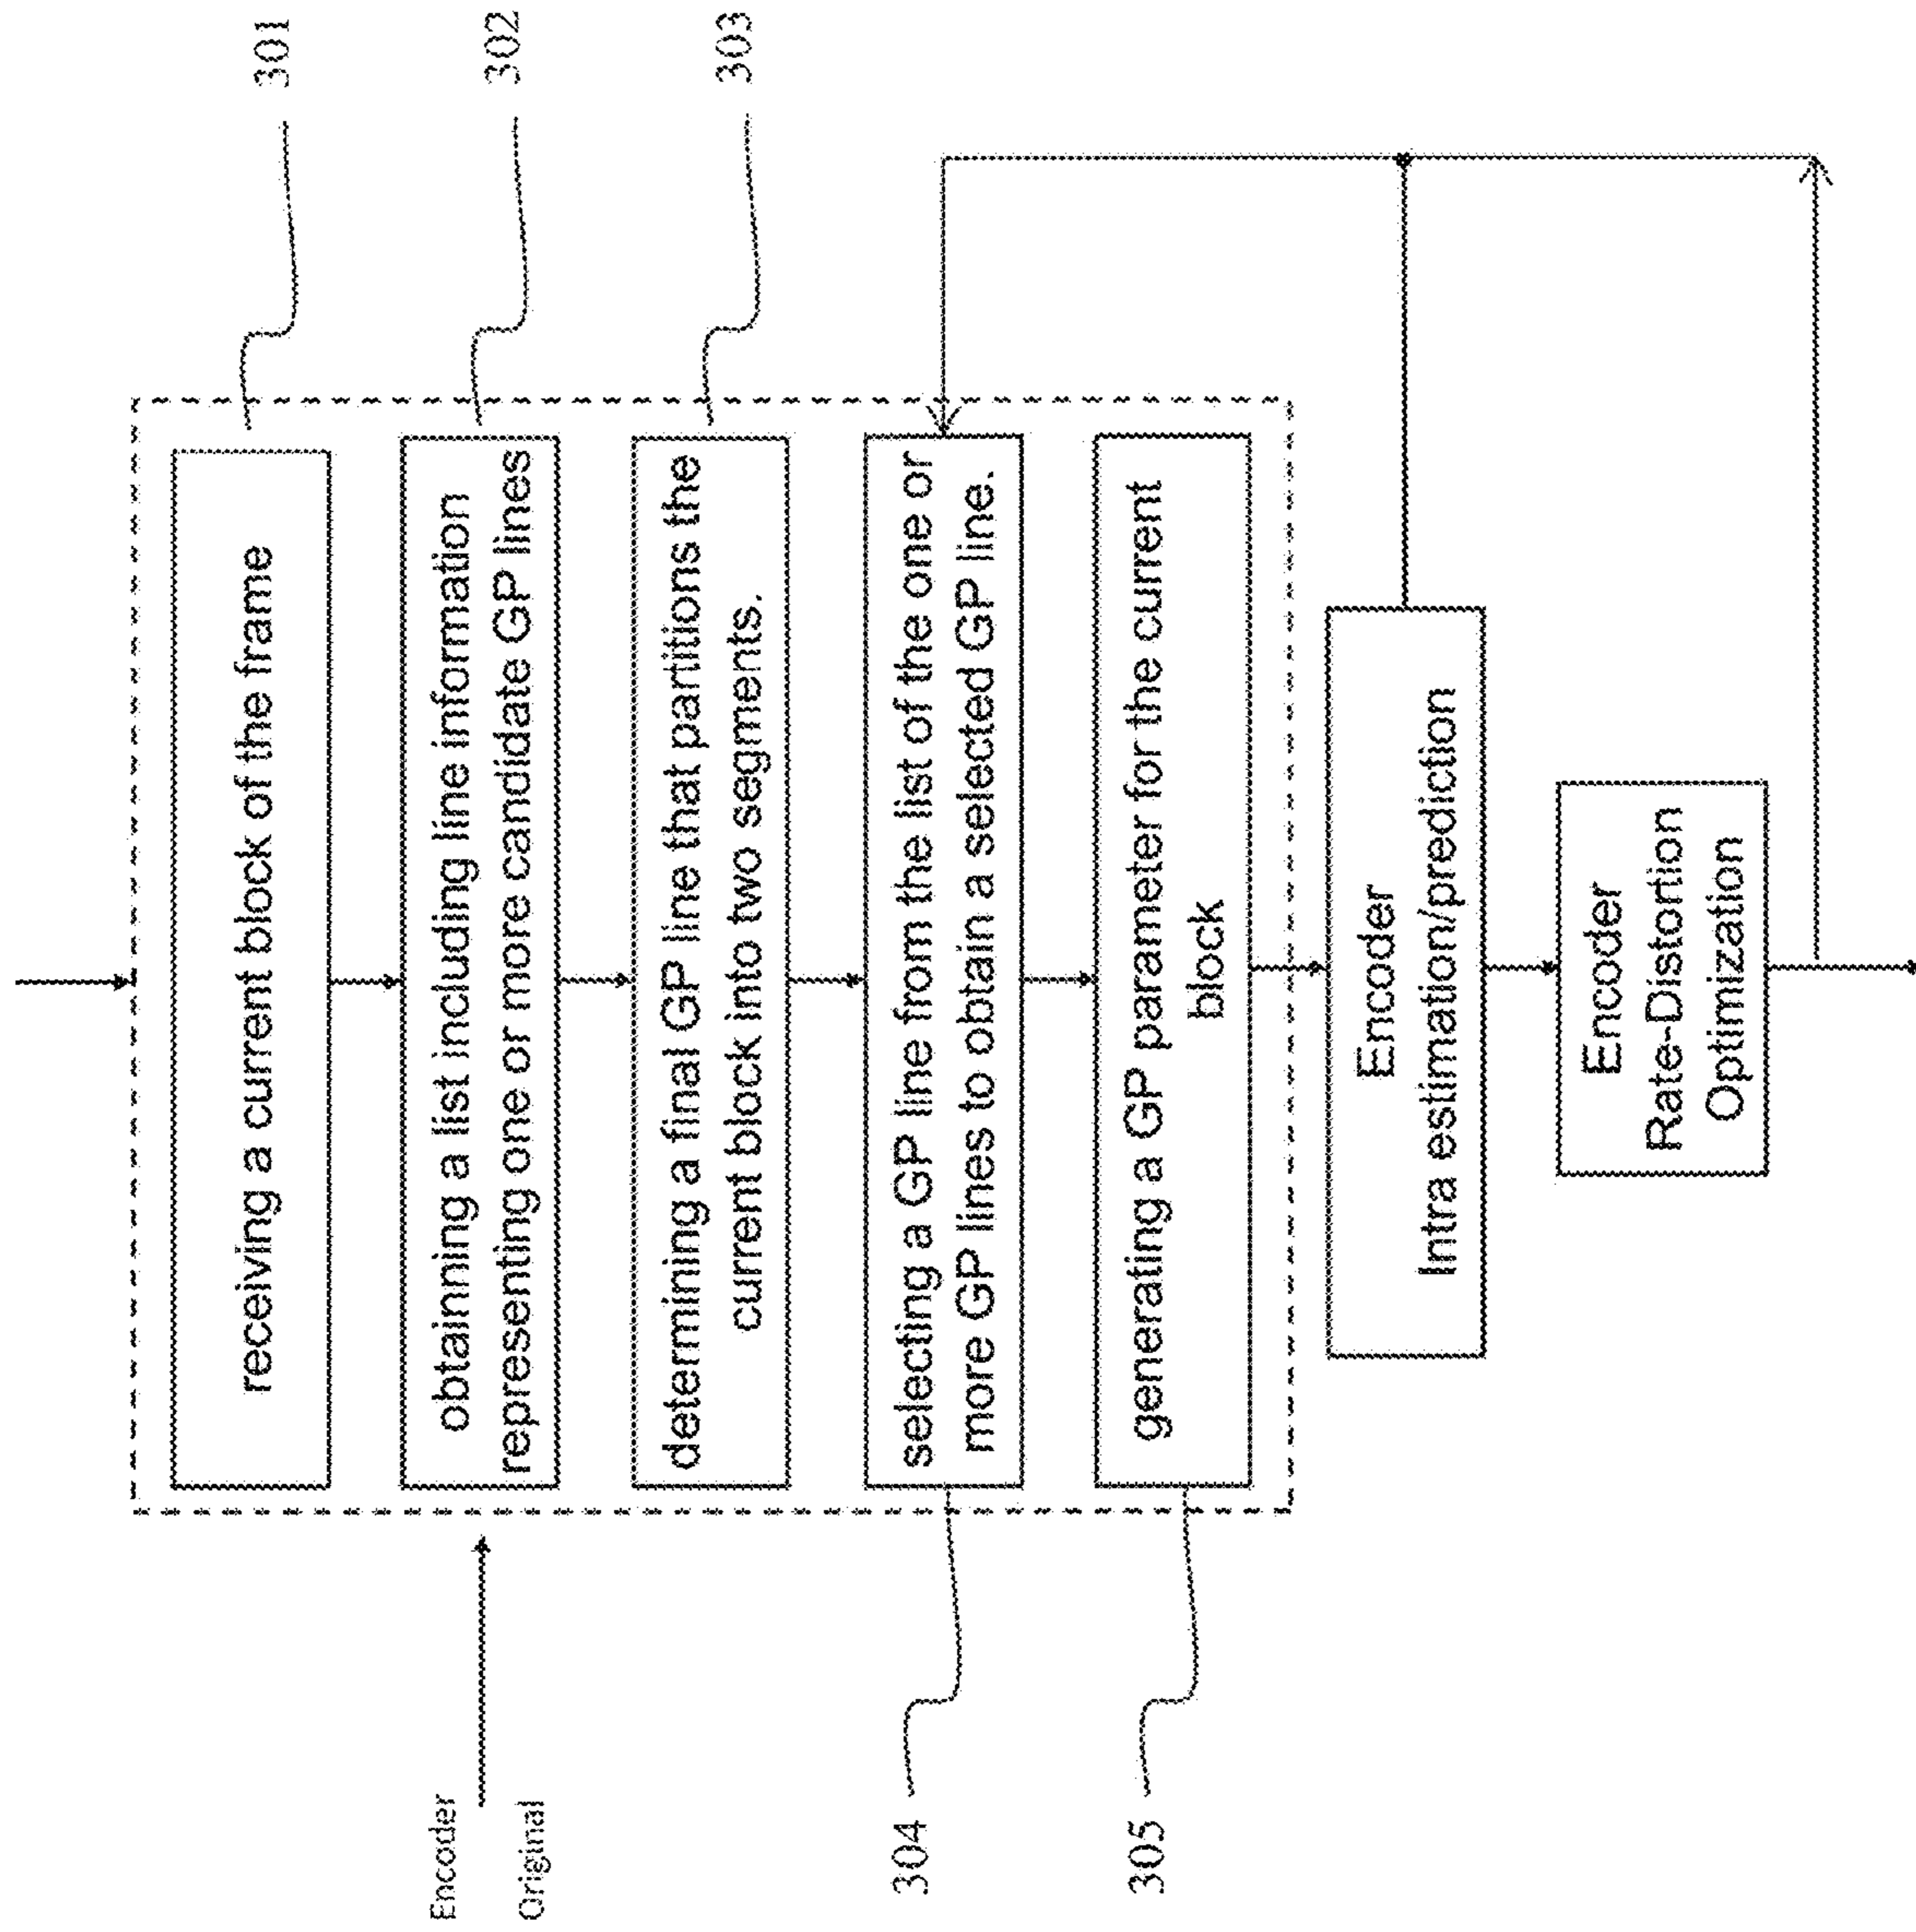 301
receiving a current block of the frame
302
obtainning a list including line information
representing one or more candidate GP lines
Encoder
Original
303
determining a final GP line that partitions the
current block into two segments.
304
selecting a GP line from the list of the one or
more GP lines to obtain a selected GP line.
305
generating a GP parameter for the current
block
Encoder
Intra estimation/prediction
Encoder
Rate-Distortion
Optimization